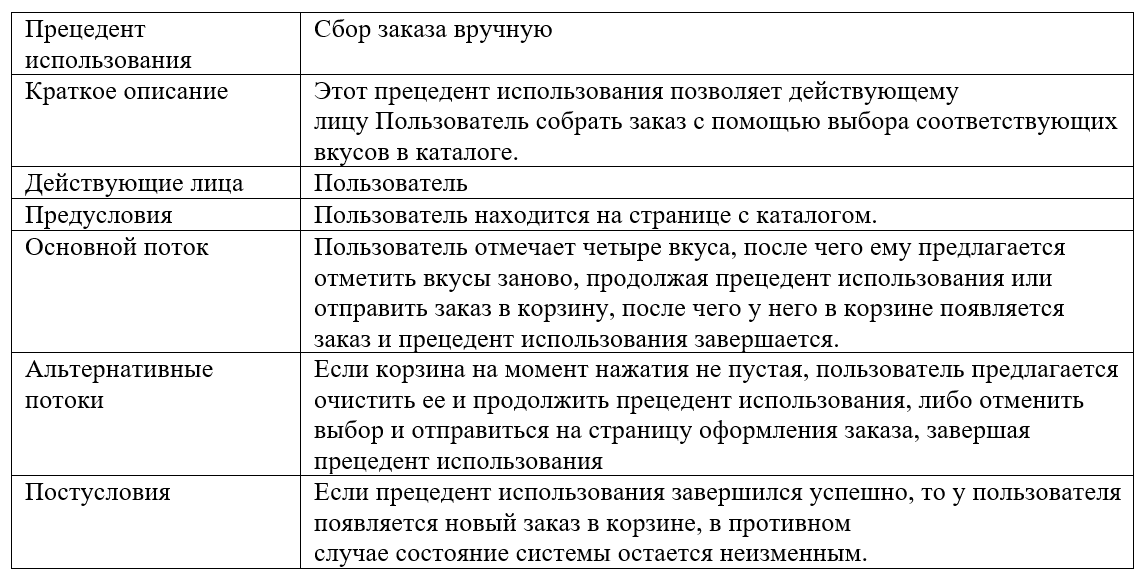 Прецедент
использования
Сбор заказа вручную
Краткое описание
Этот прецедент использования позволяет действующему
лицу Пользователь собрать заказ с помощью выбора соответствующих
вкусов в каталоге.
Действующие лица
Пользователь
Предусловия
Пользователь находится на странице с каталогом.
Основной поток
Пользователь отмечает четыре вкуса, после чего ему предлагается
отметить вкусы заново, продолжая прецедент использования или
отправить заказ в корзину, после чего у него в корзине появляется
заказ и прецедент использования завершается.
Альтернативные
потоки
Если корзина на момент нажатия не пустая, пользователь предлагается
очистить ее и продолжить прецедент использования, либо отменить
выбор и отправиться на страницу оформления заказа, завершая
прецедент использования
Постусловия
Если прецедент использования завершился успешно, то у пользователя
появляется новый заказ в корзине, в противном
случае состояние системы остается неизменным.